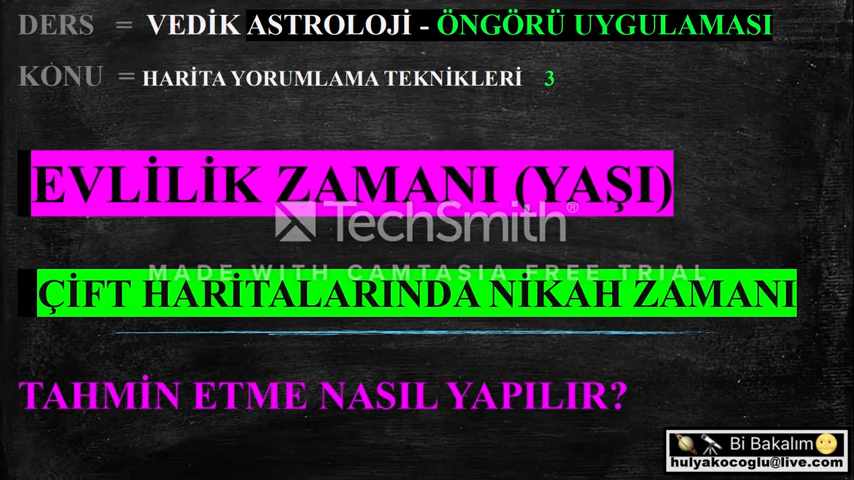 DERS = VEDİK ASTROLOJİ - ÖNGÖRÜ UYGULAMASI
KONU = HARİTA YORUMLAMA TEKNİKLERİ 3
EVLİLİK ZAMANI (YAŞI)
TechSmith®
MADE WITH CAMTASIA FREE TRIAL
ÇİFT HARİTALARINDA NİKAH ZAMANI
TAHMİN ETME NASIL YAPILIR?
🪐🔭 Bi Bakalım🌝
hulyakocoglu@live.com